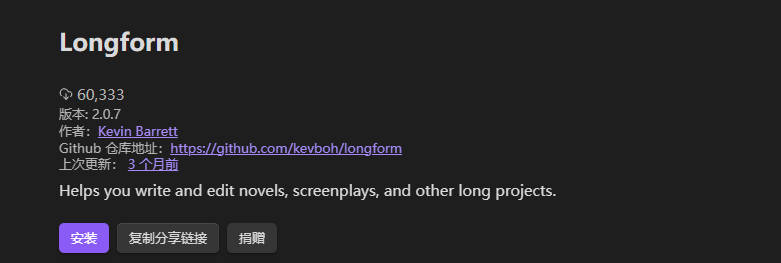 Longform
60,333
版本: 2.0.7
作者：Kevin Barrett
Github 仓库地址：https://github.com/kevboh/longform
上次更新： 3 个月前
Helps you write and edit novels, screenplays, and other long projects.
安装 复制分享链接 捐赠